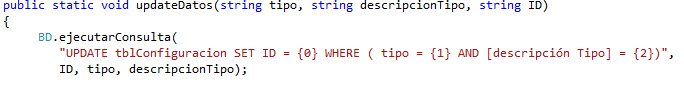 public static void updateDatos(string tipo, string descripcionTipo, string ID)
{
BD.ejecutarConsulta(
"UPDATE tblConfiguracion SET ID = {0} WHERE ( tipo = {1} AND [descripción Tipo] = {2})",
ID, tipo, descripcionTipo);